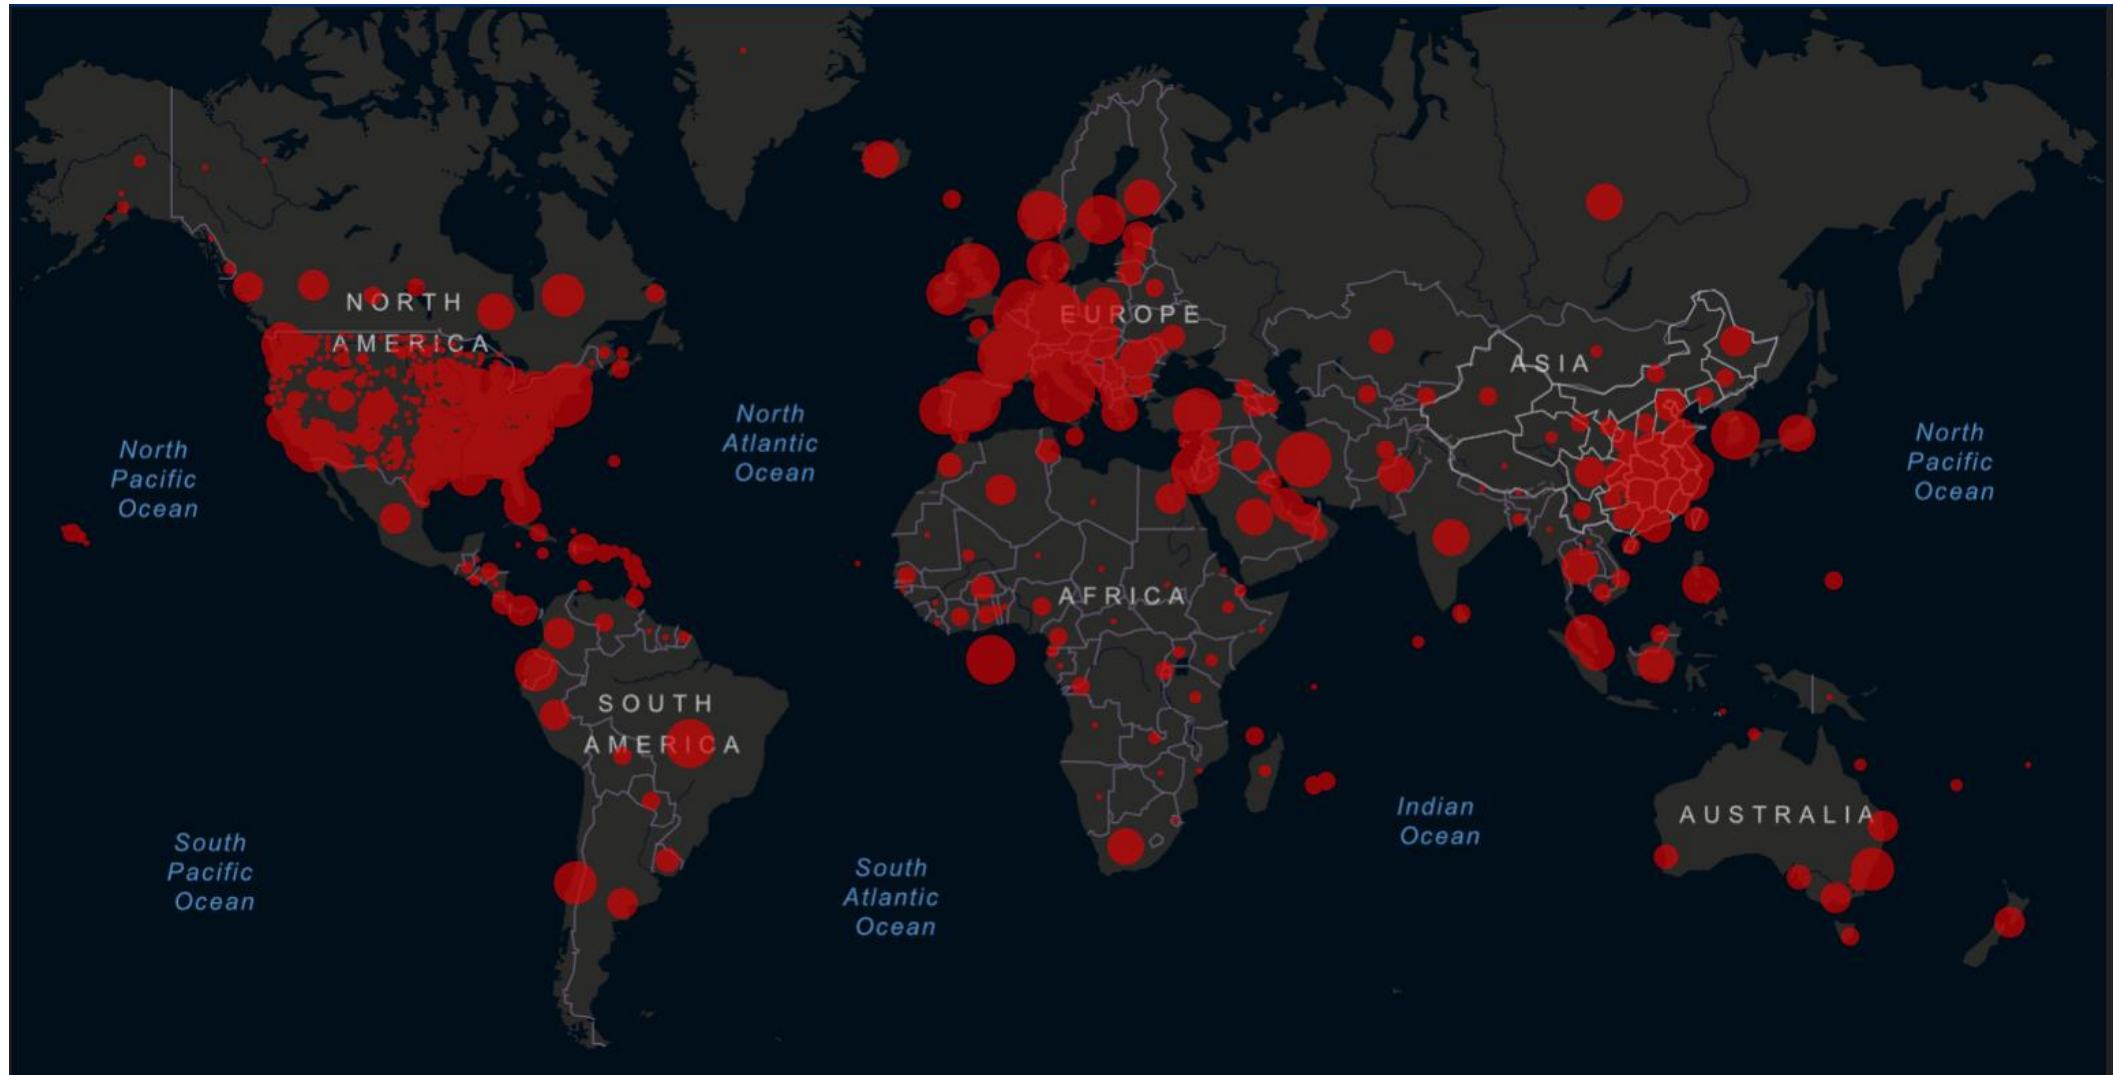 NORTH
AMERICA
EUROPE
ASIA
North
Atlantic
Ocean
North
Pacific
Ocean
North
Pacific
Ocean
AFRICA
SOUTH
AMERICA
Indian
Ocean
AUSTRALIA
South
Pacific
Ocean
South
Atlantic
Ocean